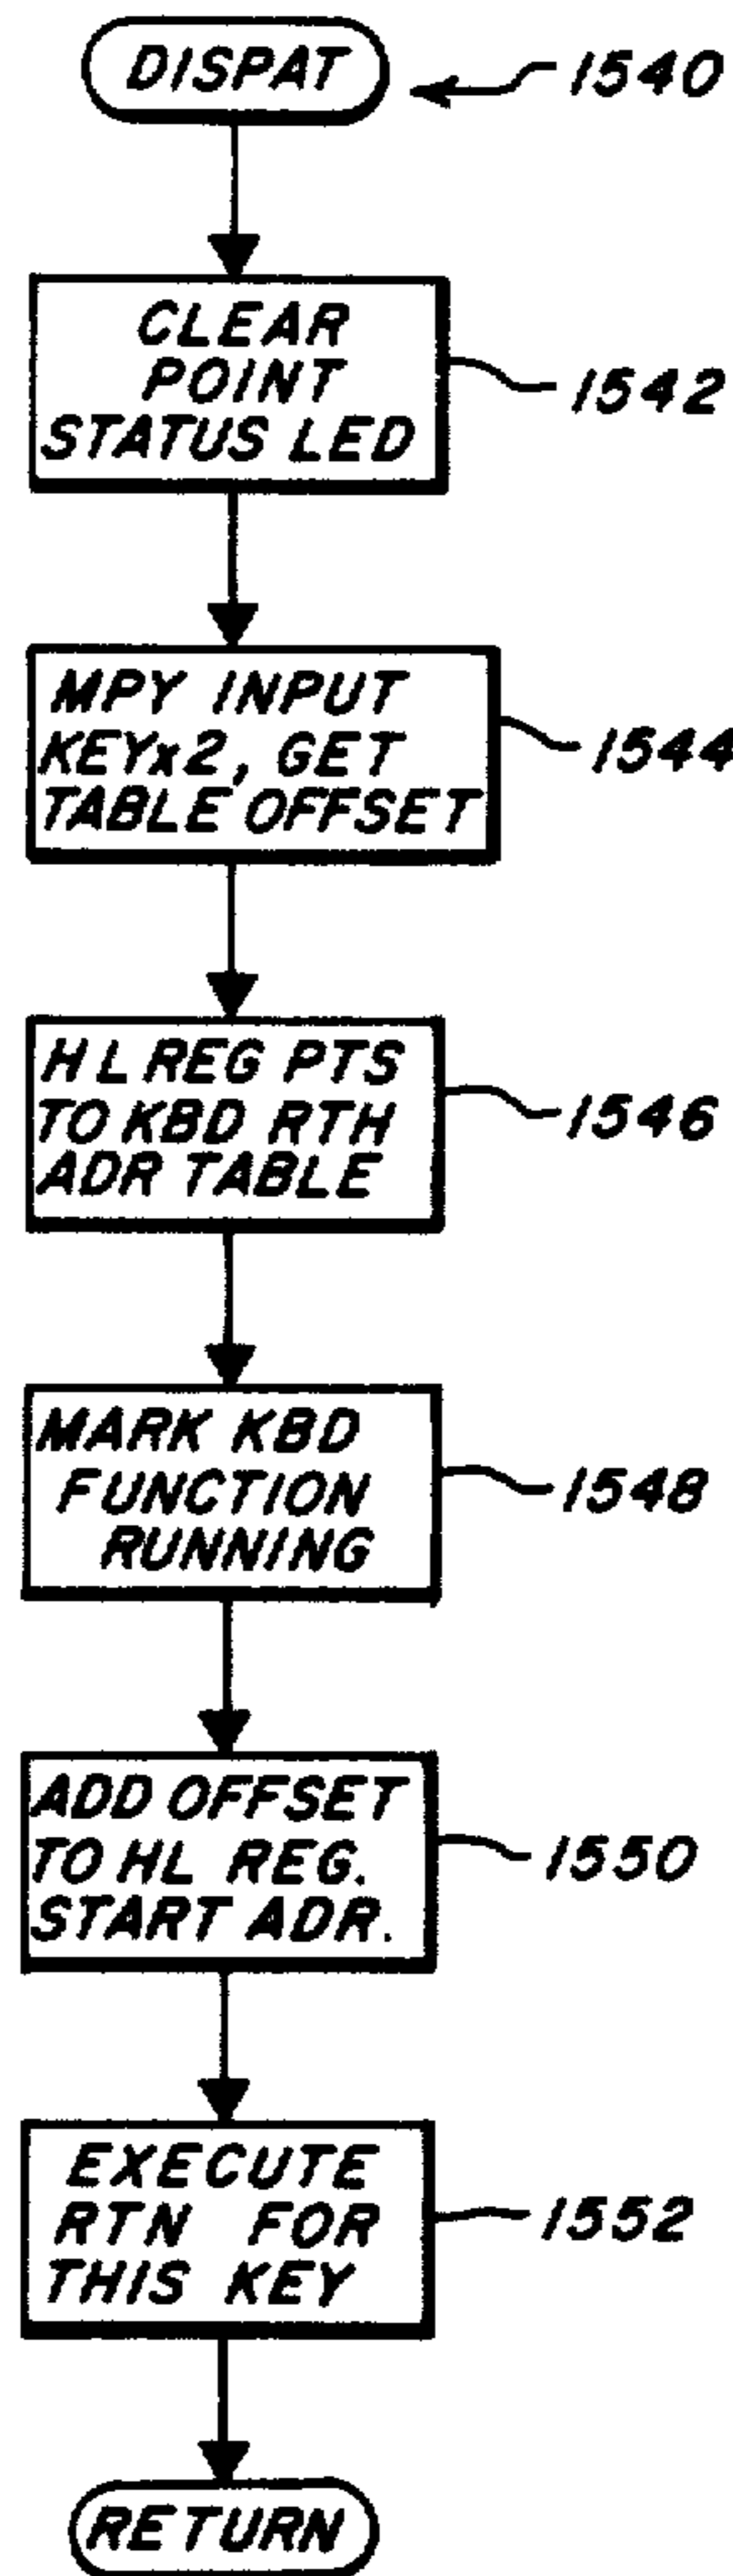 DISPAT
1540
CLEAR
POINT
STATUS LED
1542
MPY INPUT
KEYx2, GET
TABLE OFFSET
1544
HL REG PTS
TO KBD RTH
ADR TABLE
1546
MARK KBD
FUNCTION
RUNNING
1548
ADD OFFSET
TO HL REG.
START ADR.
1550
EXECUTE
RTN FOR
THIS KEY
1552
RETURN